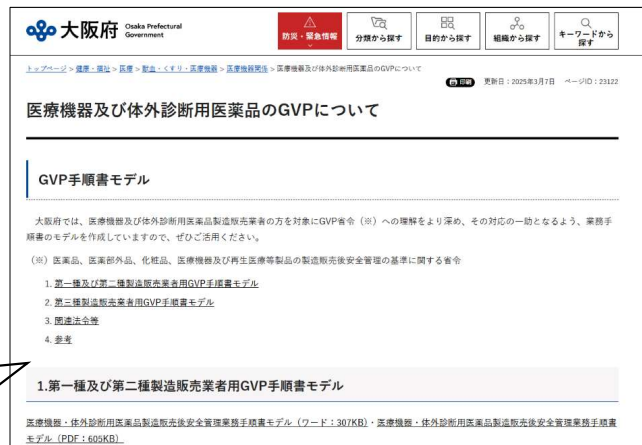 大阪府 Osaka Prefectural Government
防災・緊急情報
分類から探す
目的から探す
組織から探す
キーワードから探す
トップページ > 健康・福祉 > 医療 > 献血・くすり・医療機器 > 医療機器関係 > 医療機器及び体外診断用医薬品のGVPについて
印刷 更新日：2025年3月7日 ページID：23122
医療機器及び体外診断用医薬品のGVPについて
GVP手順書モデル
大阪府では、医療機器及び体外診断用医薬品製造販売業者の方を対象にGVP省令（※）への理解をより深め、その対応の一助となるよう、業務手
順書のモデルを作成していますので、ぜひご活用ください。
（※）医薬品、医薬部外品、化粧品、医療機器及び再生医療等製品の製造販売後安全管理の基準に関する省令
1. 第一種及び第二種製造販売業者用GVP手順書モデル
2. 第三種製造販売業者用GVP手順書モデル
3. 関連法令等
4. 参考
1.第一種及び第二種製造販売業者用GVP手順書モデル
医療機器・体外診断用医薬品製造販売後安全管理業務手順書モデル（ワード：307KB）・医療機器・体外診断用医薬品製造販売後安全管理業務手順書
モデル（PDF：605KB）